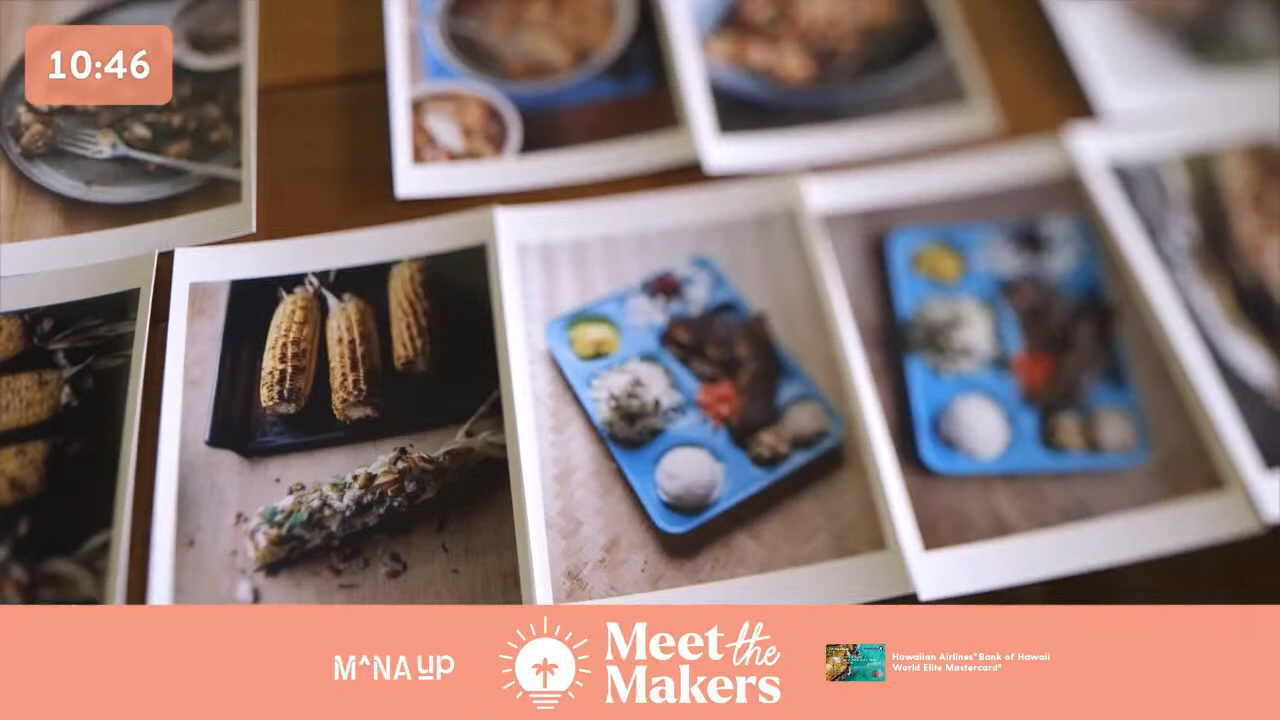 10:46
M^NA UP
Meet the
Makers
Hawaiian Airlines® Bank of Hawaii
World Elite Mastercard®